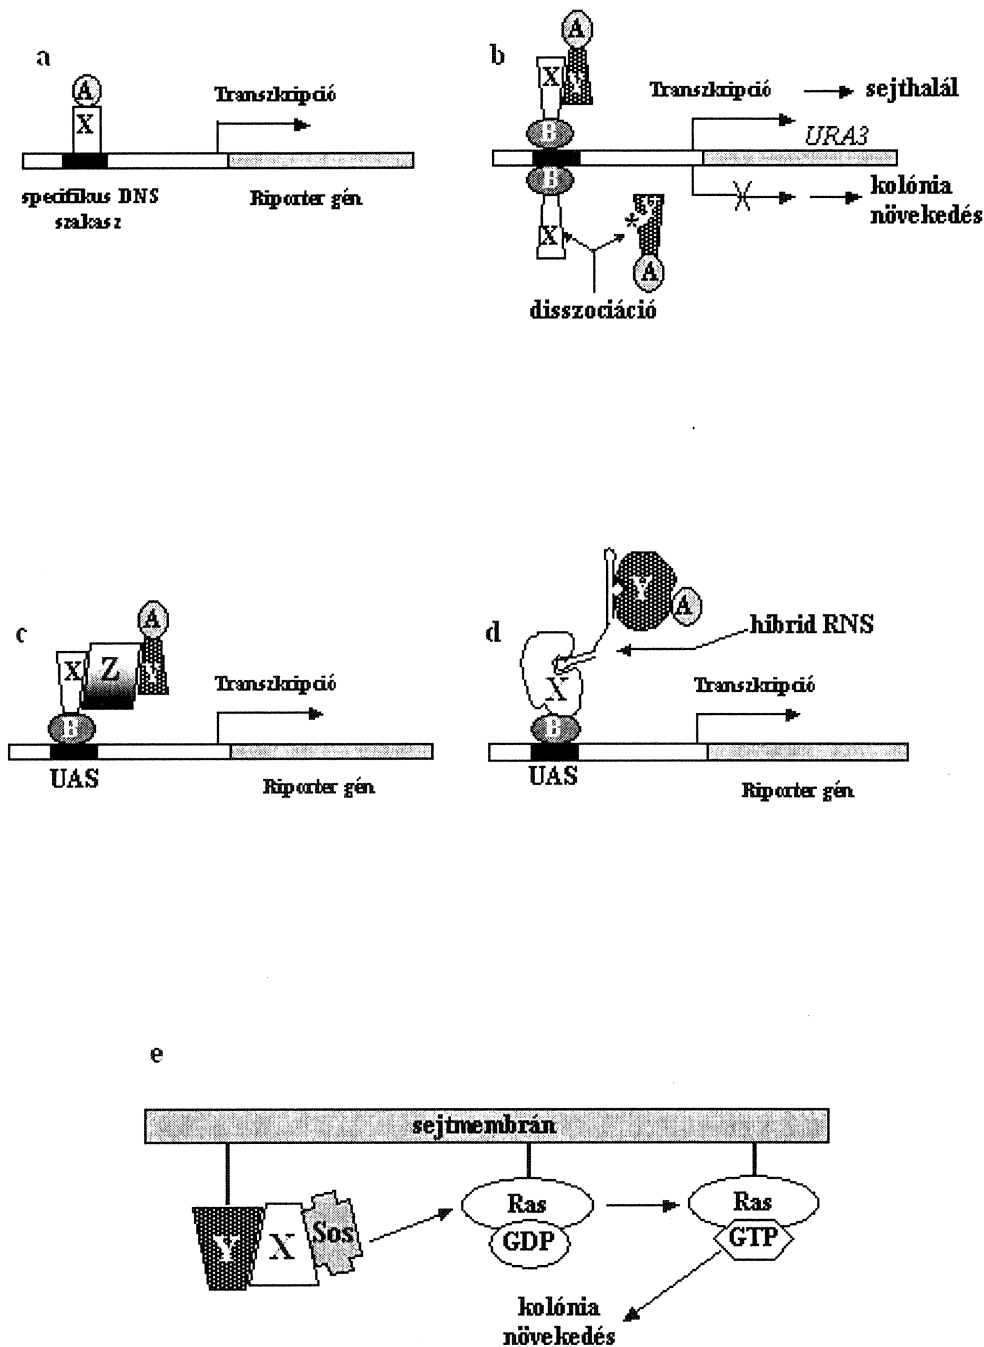 a
A
X
Transzkripció
specifikus DNS
szakasz
Riporter gén
b
A
X
Y
B
Transzkripció
sejthalál
URA3
B
X
Y
*
A
kolónia
növekedés
disszociáció
c
A
X
Z
Y
B
Transzkripció
UAS
Riporter gén
d
Y
A
hibrid RNS
X
B
Transzkripció
UAS
Riporter gén
e
sejtmembrán
Y
X
Sos
Ras
GDP
Ras
GTP
kolónia
növekedés